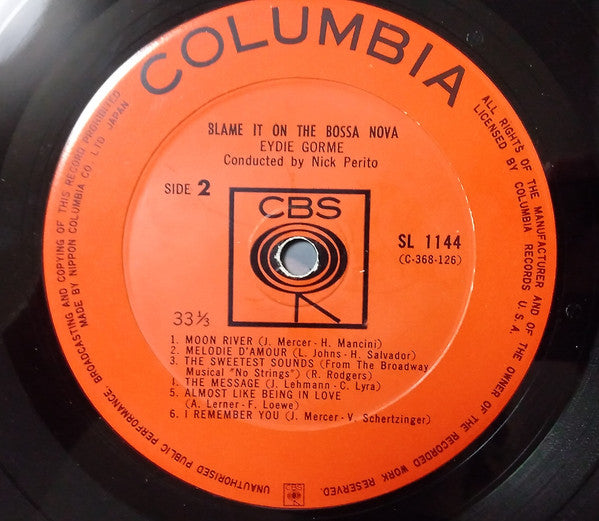 COLUMBIA
BLAME IT ON THE BOSSA NOVA
EYDIE GORME
Conducted by Nick Perito
SIDE 2
CBS
SL 1144
(C-368-126)
33 1/3
1. MOON RIVER (J. Mercer - H. Mancini)
2. MELODIE D'AMOUR (L. Johns - H. Salvador)
3. THE SWEETEST SOUNDS (From The Broadway
Musical "No Strings") (R. Rodgers)
1. THE MESSAGE (J. Lehmann - C. Lyra)
5. ALMOST LIKE BEING IN LOVE
(A. Lerner - F. Loewe)
6. I REMEMBER YOU (J. Mercer - V. Schertzinger)
ALL RIGHTS OF THE MANUFACTURER AND OF THE OWNER OF THE RECORDED WORK RESERVED.
LICENSED BY COLUMBIA RECORDS U. S. A.
UNAUTHORISED PUBLIC PERFORMANCE, BROADCASTING AND COPYING OF THIS RECORD PROHIBITED
MADE BY NIPPON COLUMBIA CO LTD JAPAN
CBS